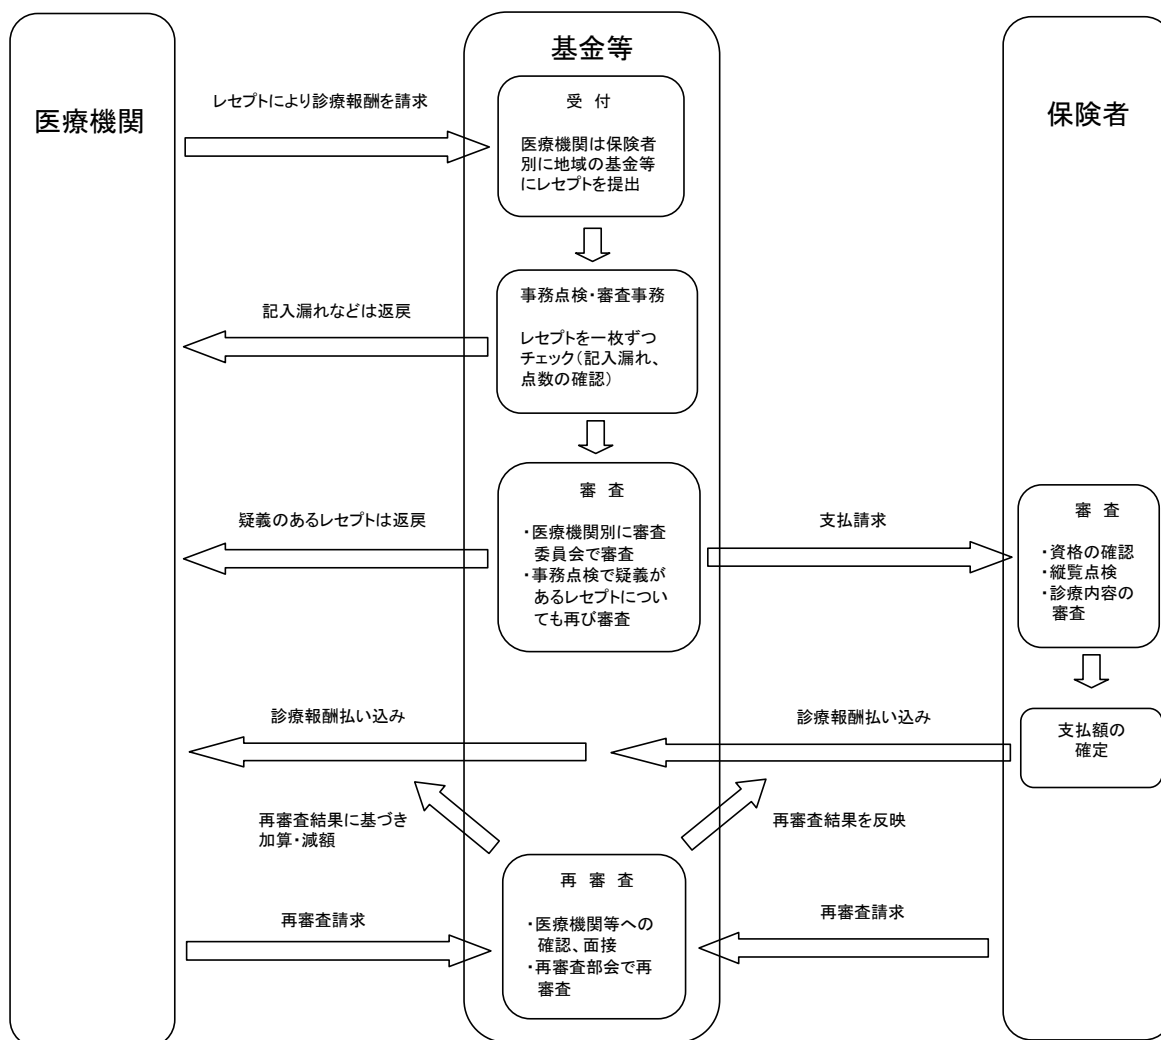 基金等
医療機関
保険者
レセプトにより診療報酬を請求
受 付
医療機関は保険者
別に地域の基金等
にレセプトを提出
記入漏れなどは返戻
事務点検・審査事務
レセプトを一枚ずつ
チェック(記入漏れ、
点数の確認)
疑義のあるレセプトは返戻
審 査
・医療機関別に審査
委員会で審査
・事務点検で疑義が
あるレセプトについ
ても再び審査
支払請求
審 査
・資格の確認
・縦覧点検
・診療内容の
審査
診療報酬払い込み
診療報酬払い込み
支払額の
確定
再審査結果に基づき
加算・減額
再審査結果を反映
再審査請求
再 審 査
・医療機関等への
確認、面接
・再審査部会で再
審査
再審査請求